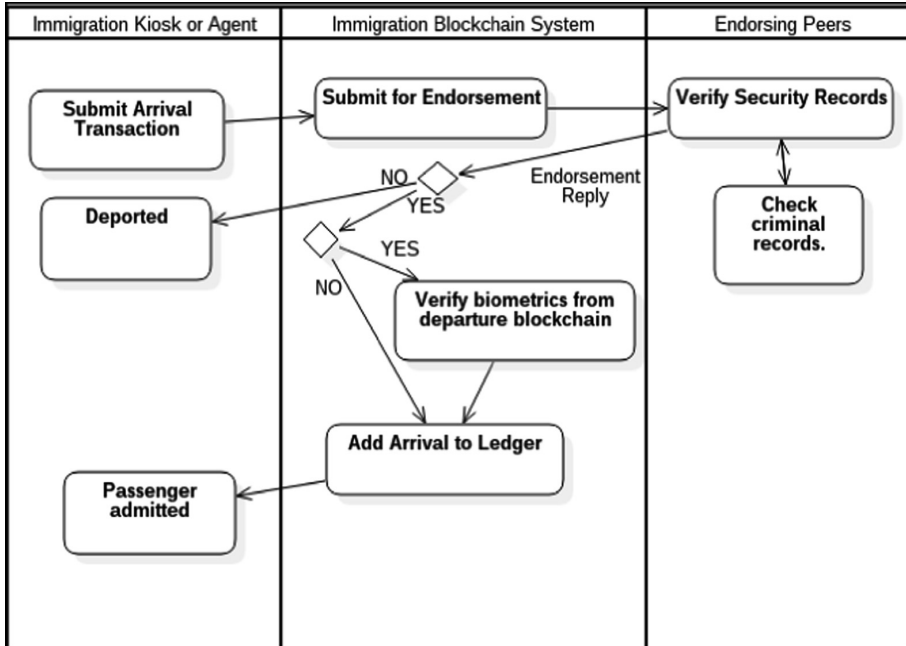 Immigration Kiosk or Agent
Immigration Blockchain System
Endorsing Peers
Submit Arrival
Transaction
Submit for Endorsement
Verify Security Records
Endorsement
Reply
NO
YES
Deported
Check
criminal
records.
YES
NO
Verify biometrics from
departure blockchain
Add Arrival to Ledger
Passenger
admitted